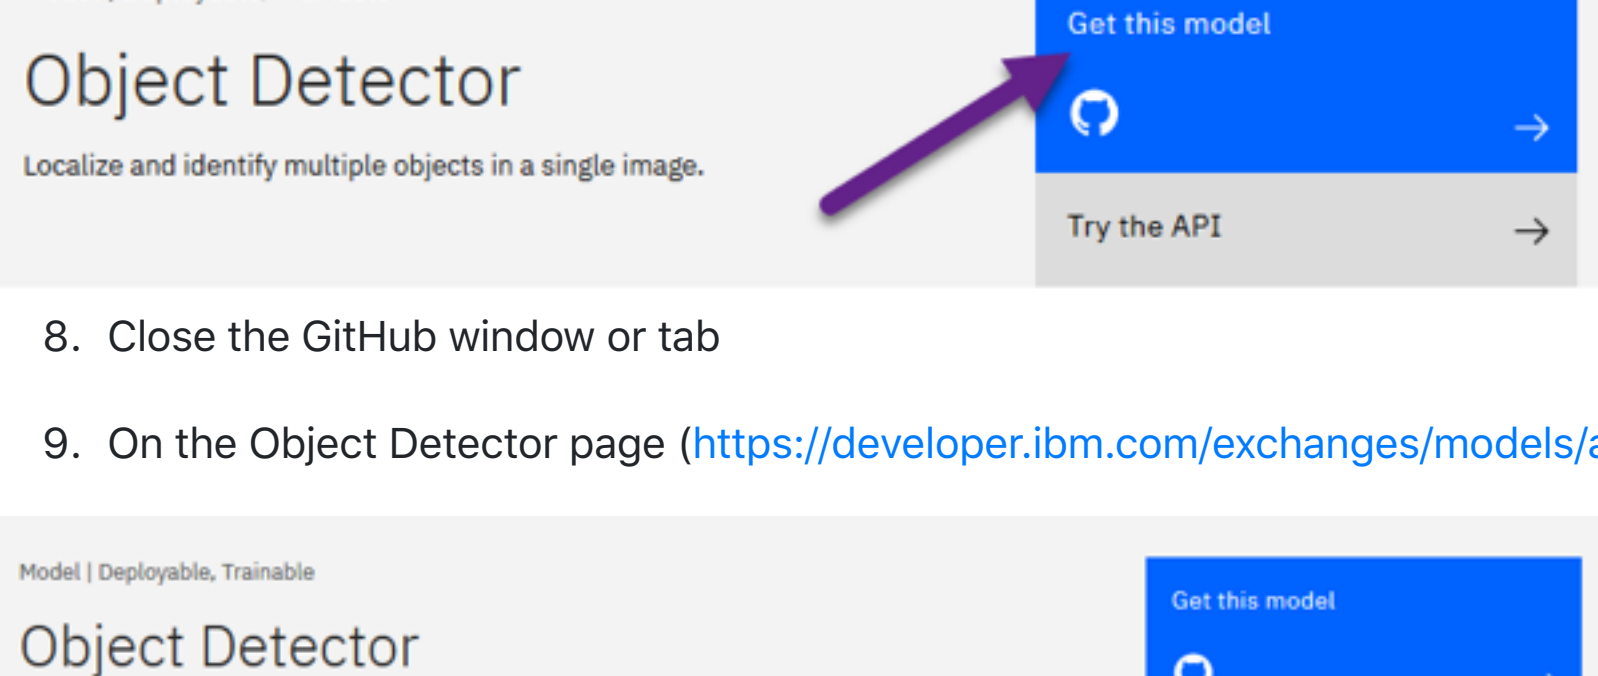 Object Detector
Get this model
Localize and identify multiple objects in a single image.
Try the API
8. Close the GitHub window or tab
9. On the Object Detector page (https://developer.ibm.com/exchanges/models/
Model | Deployable, Trainable
Get this model
Object Detector